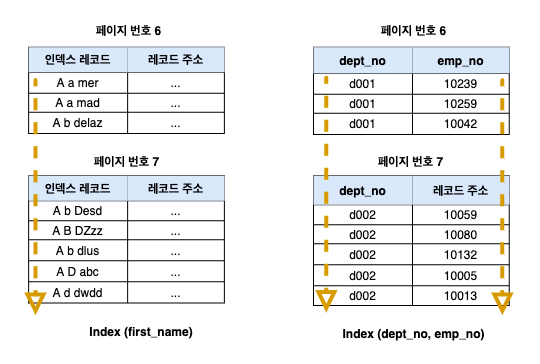 페이지 번호 6
인덱스 레코드 레코드 주소
A a mer ...
A a mad ...
A b delaz ...
페이지 번호 7
인덱스 레코드 레코드 주소
A b Desd ...
A B DZzz ...
A b dlus ...
A D abc ...
A d dwdd ...
Index (first_name)
페이지 번호 6
dept_no emp_no
d001 10239
d001 10259
d001 10042
페이지 번호 7
dept_no 레코드 주소
d002 10059
d002 10080
d002 10132
d002 10005
d002 10013
Index (dept_no, emp_no)